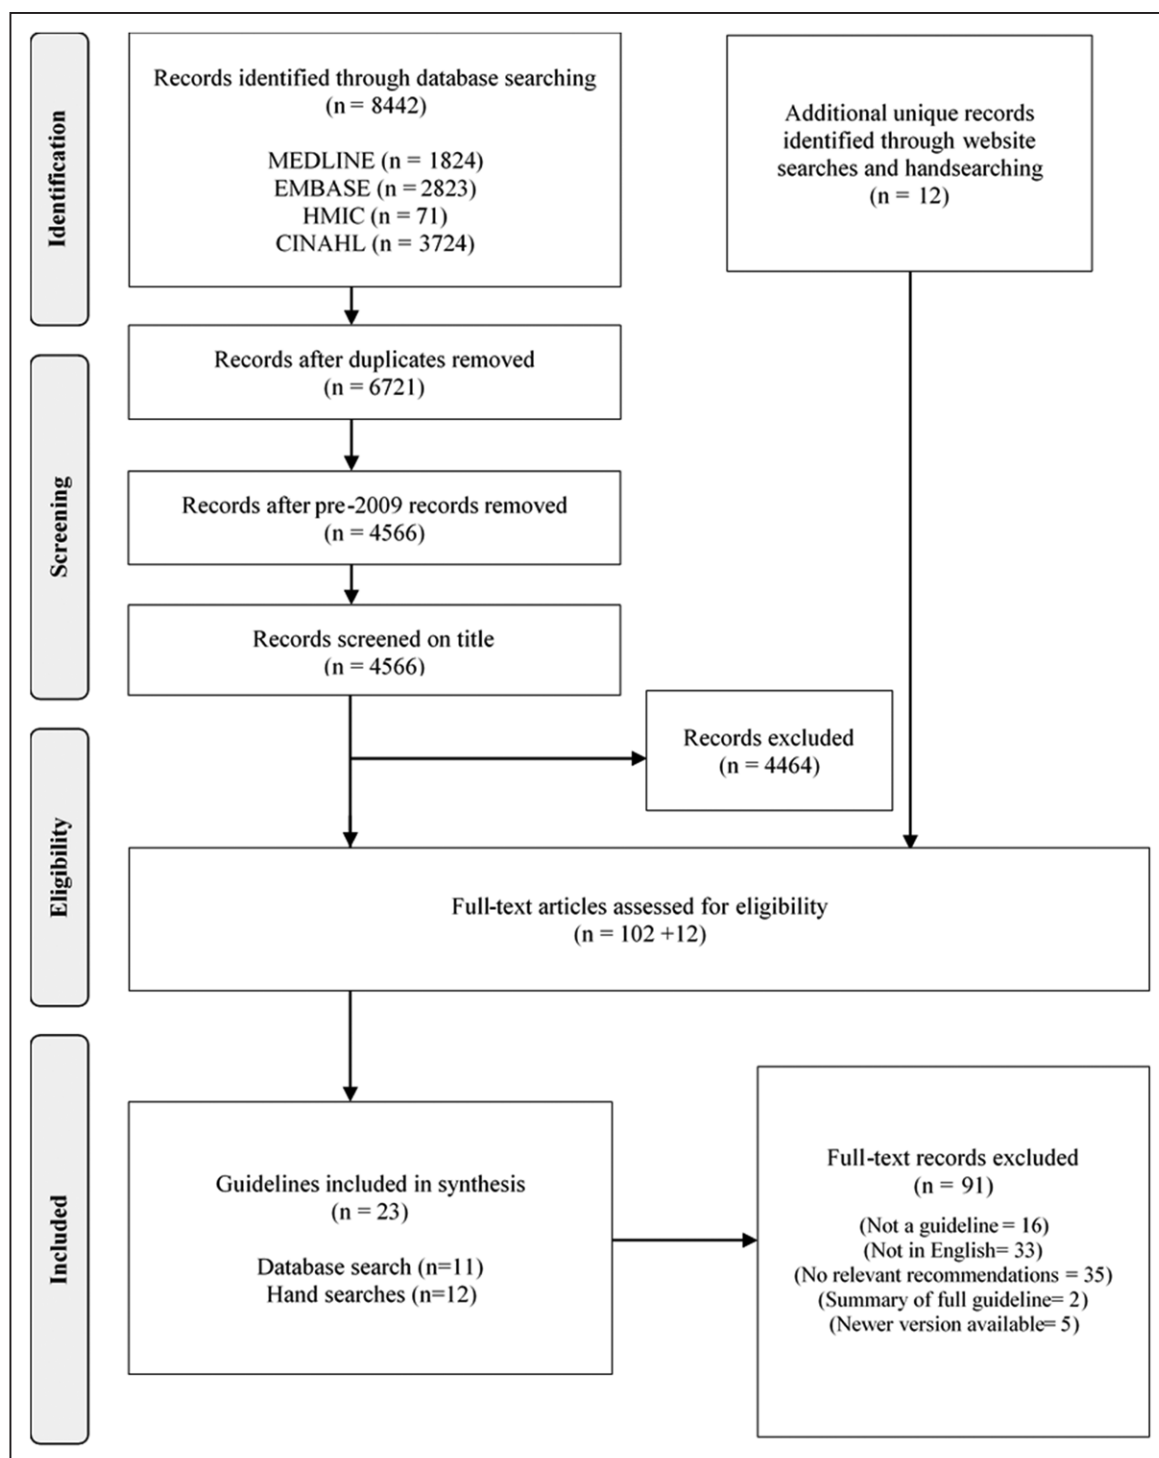 Identification
Records identified through database searching
(n = 8442)
MEDLINE (n = 1824)
EMBASE (n = 2823)
HMIC (n = 71)
CINAHL (n = 3724)
Additional unique records
identified through website
searches and handsearching
(n = 12)
Screening
Records after duplicates removed
(n = 6721)
Records after pre-2009 records removed
(n = 4566)
Records screened on title
(n = 4566)
Eligibility
Records excluded
(n = 4464)
Full-text articles assessed for eligibility
(n = 102 +12)
Included
Guidelines included in synthesis
(n = 23)
Database search (n=11)
Hand searches (n=12)
Full-text records excluded
(n = 91)
(Not a guideline = 16)
(Not in English= 33)
(No relevant recommendations = 35)
(Summary of full guideline= 2)
(Newer version available= 5)